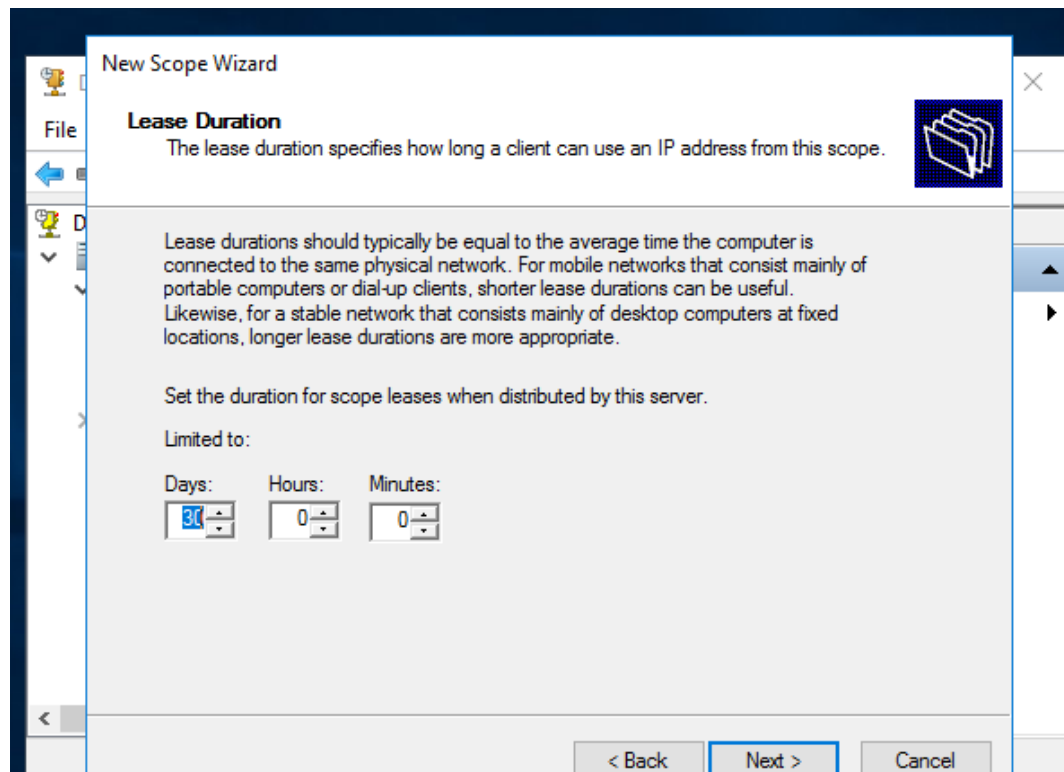 New Scope Wizard
File
Lease Duration
The lease duration specifies how long a client can use an IP address from this scope.
D
Lease durations should typically be equal to the average time the computer is
connected to the same physical network. For mobile networks that consist mainly of
portable computers or dial-up clients, shorter lease durations can be useful.
Likewise, for a stable network that consists mainly of desktop computers at fixed
locations, longer lease durations are more appropriate.
Set the duration for scope leases when distributed by this server.
Limited to:
Days: Hours: Minutes:
30 0 0
< Back Next > Cancel